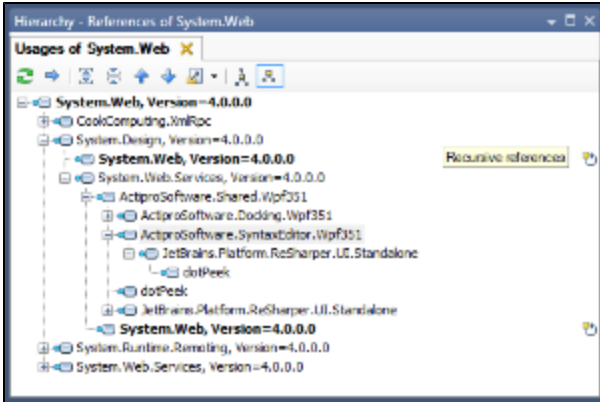 Hierarchy - References of System.Web
Usages of System.Web
System.Web, Version=4.0.0.0
CookComputing.XmlRpc
System.Design, Version=4.0.0.0
System.Web, Version=4.0.0.0 Recursive references
System.Web.Services, Version=4.0.0.0
ActiproSoftware.Shared.Wpf351
ActiproSoftware.Docking.Wpf351
ActiproSoftware.SyntaxEditor.Wpf351
JetBrains.Platform.ReSharper.UI.Standalone
dotPeek
dotPeek
JetBrains.Platform.ReSharper.UI.Standalone
System.Web, Version=4.0.0.0
System.Runtime.Remoting, Version=4.0.0.0
System.Web.Services, Version=4.0.0.0